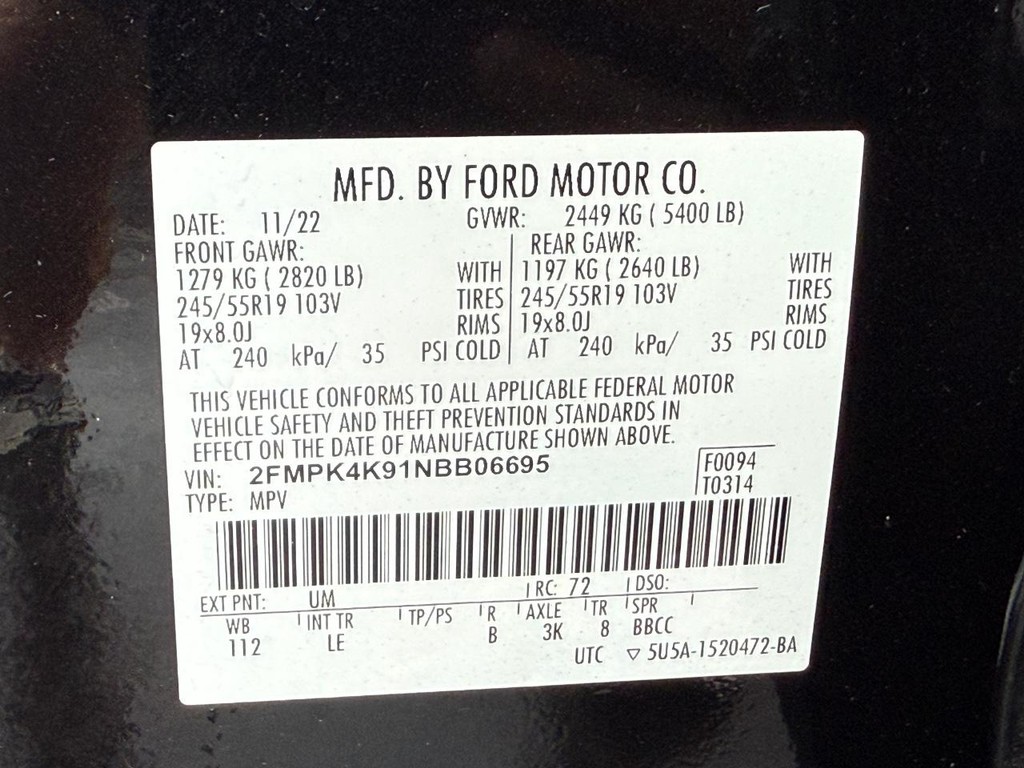 MFD. BY FORD MOTOR CO.
DATE: 11/22 GVWR: 2449 KG ( 5400 LB)
FRONT GAWR: REAR GAWR:
1279 KG ( 2820 LB) WITH 1197 KG ( 2640 LB) WITH
245/55R19 103V TIRES 245/55R19 103V TIRES
19x8.0J RIMS 19x8.0J RIMS
AT 240 kPa/ 35 PSI COLD AT 240 kPa/ 35 PSI COLD
THIS VEHICLE CONFORMS TO ALL APPLICABLE FEDERAL MOTOR
VEHICLE SAFETY AND THEFT PREVENTION STANDARDS IN
EFFECT ON THE DATE OF MANUFACTURE SHOWN ABOVE.
VIN: 2FMPK4K91NBB06695 F0094
TYPE: MPV T0314
EXT PNT: UM RC: 72 DSO:
WB INT TR TP/PS R AXLE TR SPR
112 LE B 3K 8 BBCC
UTC ▽ 5U5A-1520472-BA